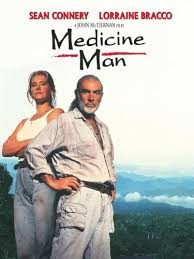 SEAN CONNERY LORRAINE BRACCO
A JOHN McTIERNAN FILM
Medicine
Man